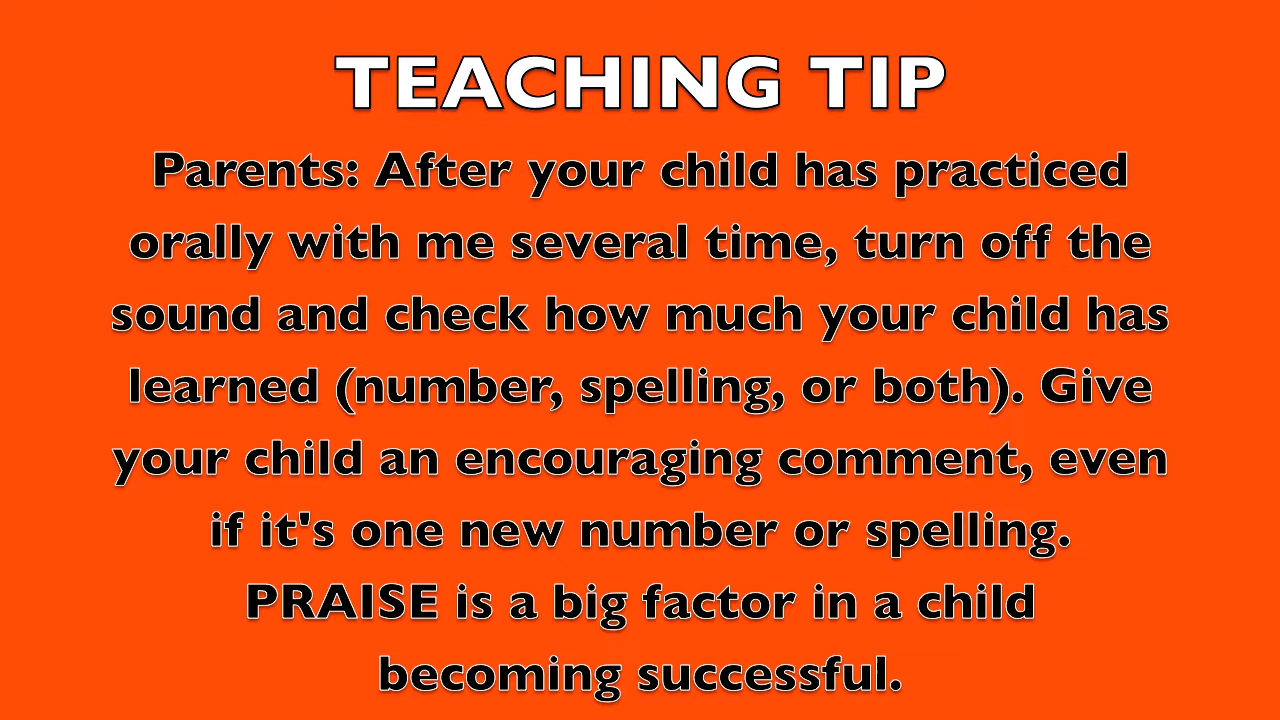 TEACHING TIP
Parents: After your child has practiced
orally with me several time, turn off the
sound and check how much your child has
learned (number, spelling, or both). Give
your child an encouraging comment, even
if it's one new number or spelling.
PRAISE is a big factor in a child
becoming successful.